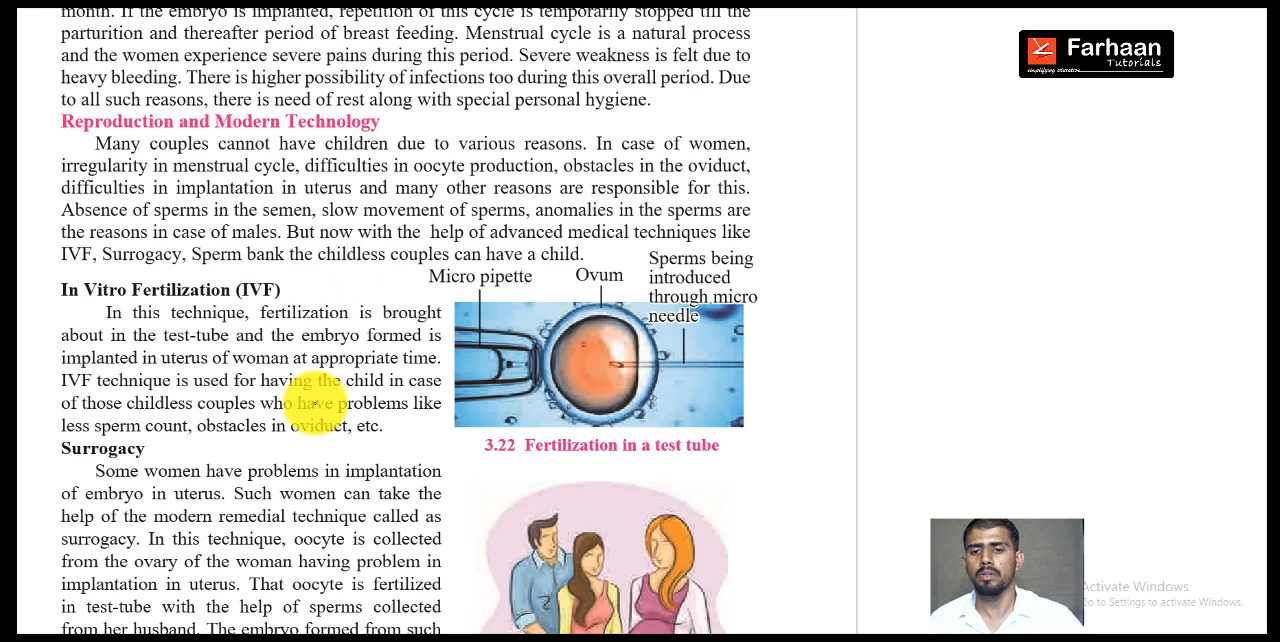 month. If the embryo is implanted, repetition of this cycle is temporarily stopped till the
parturition and thereafter period of breast feeding. Menstrual cycle is a natural process
and the women experience severe pains during this period. Severe weakness is felt due to
heavy bleeding. There is higher possibility of infections too during this overall period. Due
to all such reasons, there is need of rest along with special personal hygiene.
Reproduction and Modern Technology
Many couples cannot have children due to various reasons. In case of women,
irregularity in menstrual cycle, difficulties in oocyte production, obstacles in the oviduct,
difficulties in implantation in uterus and many other reasons are responsible for this.
Absence of sperms in the semen, slow movement of sperms, anomalies in the sperms are
the reasons in case of males. But now with the help of advanced medical techniques like
IVF, Surrogacy, Sperm bank the childless couples can have a child.
In Vitro Fertilization (IVF)
In this technique, fertilization is brought
about in the test-tube and the embryo formed is
implanted in uterus of woman at appropriate time.
IVF technique is used for having the child in case
of those childless couples who have problems like
less sperm count, obstacles in oviduct, etc.
Surrogacy
Some women have problems in implantation
of embryo in uterus. Such women can take the
help of the modern remedial technique called as
surrogacy. In this technique, oocyte is collected
from the ovary of the woman having problem in
implantation in uterus. That oocyte is fertilized
in test-tube with the help of sperms collected
from her husband. The embryo formed from such
Micro pipette
Ovum
Sperms being
introduced
through micro
needle
3.22 Fertilization in a test tube
Farhaan
Tutorials
simplifying education
Activate Windows
Go to Settings to activate Windows.